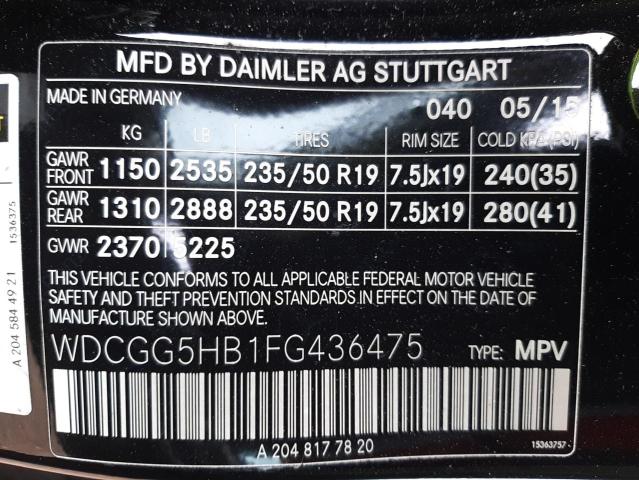 MFD BY DAIMLER AG STUTTGART
MADE IN GERMANY 040 05/15
KG LB TIRES RIM SIZE COLD KPA(PSI)
GAWR FRONT 1150 2535 235/50 R19 7.5Jx19 240(35)
GAWR REAR 1310 2888 235/50 R19 7.5Jx19 280(41)
GVWR 2370 5225
THIS VEHICLE CONFORMS TO ALL APPLICABLE FEDERAL MOTOR VEHICLE
SAFETY AND THEFT PREVENTION STANDARDS IN EFFECT ON THE DATE OF
MANUFACTURE SHOWN ABOVE.
WDCGG5HB1FG436475 TYPE: MPV
A 204 817 78 20
15363757
A 204 584 49 21
1536375